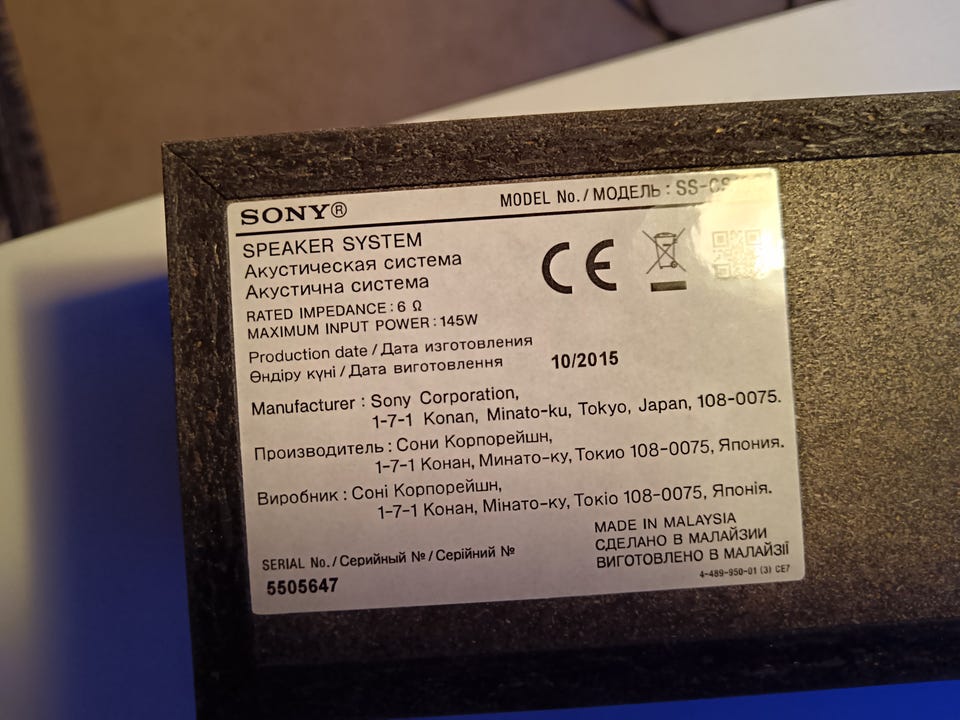 SONY®
MODEL No./МОДЕЛЬ:
SPEAKER SYSTEM
Акустическая система
Акустична система
RATED IMPEDANCE:6 Ω
MAXIMUM INPUT POWER:145W
Production date/Дата изготовления
Өндіру күні/Дата виготовлення
10/2015
Manufacturer : Sony Corporation,
1-7-1 Konan, Minato-ku, Tokyo, Japan, 108-0075.
Производитель : Сони Корпорейшн,
1-7-1 Конан, Минато-ку, Токио 108-0075, Япония.
Виробник : Соні Корпорейшн,
1-7-1 Конан, Мінато-ку, Токіо 108-0075, Японія.
MADE IN MALAYSIA
СДЕЛАНО В МАЛАЙЗИИ
ВИГОТОВЛЕНО В МАЛАЙЗІЇ
SERIAL No./Серийный №/Серійний №
5505647
4-489-950-01 (3) CE7